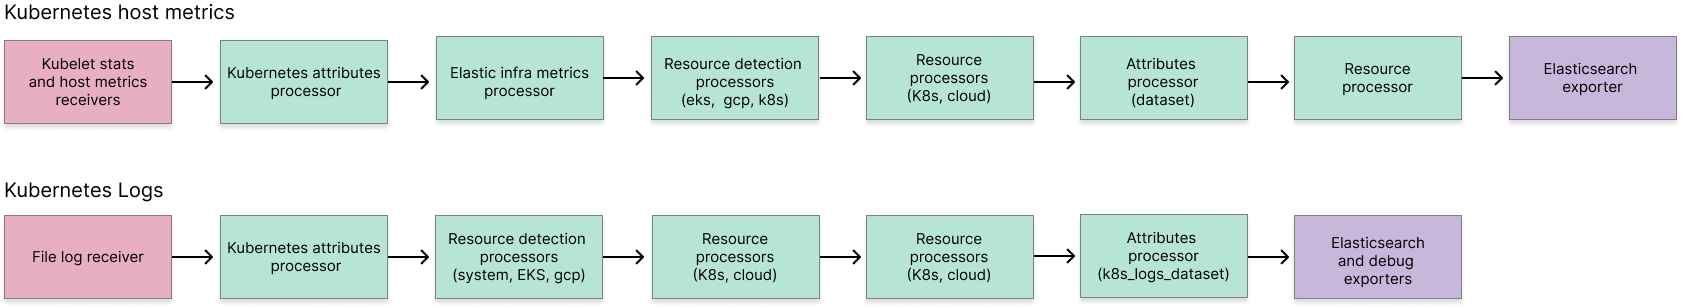 Kubernetes host metrics
Kubelet stats
and host metrics
receivers
Kubernetes attributes
processor
Elastic infra metrics
processor
Resource detection
processors
(eks, gcp, k8s)
Resource
processors
(K8s, cloud)
Attributes
processor
(dataset)
Resource
processor
Elasticsearch
exporter
Kubernetes Logs
File log receiver
Kubernetes attributes
processor
Resource detection
processors
(system, EKS, gcp)
Resource
processors
(K8s, cloud)
Resource
processors
(K8s, cloud)
Attributes
processor
(k8s_logs_dataset)
Elasticsearch
and debug
exporters